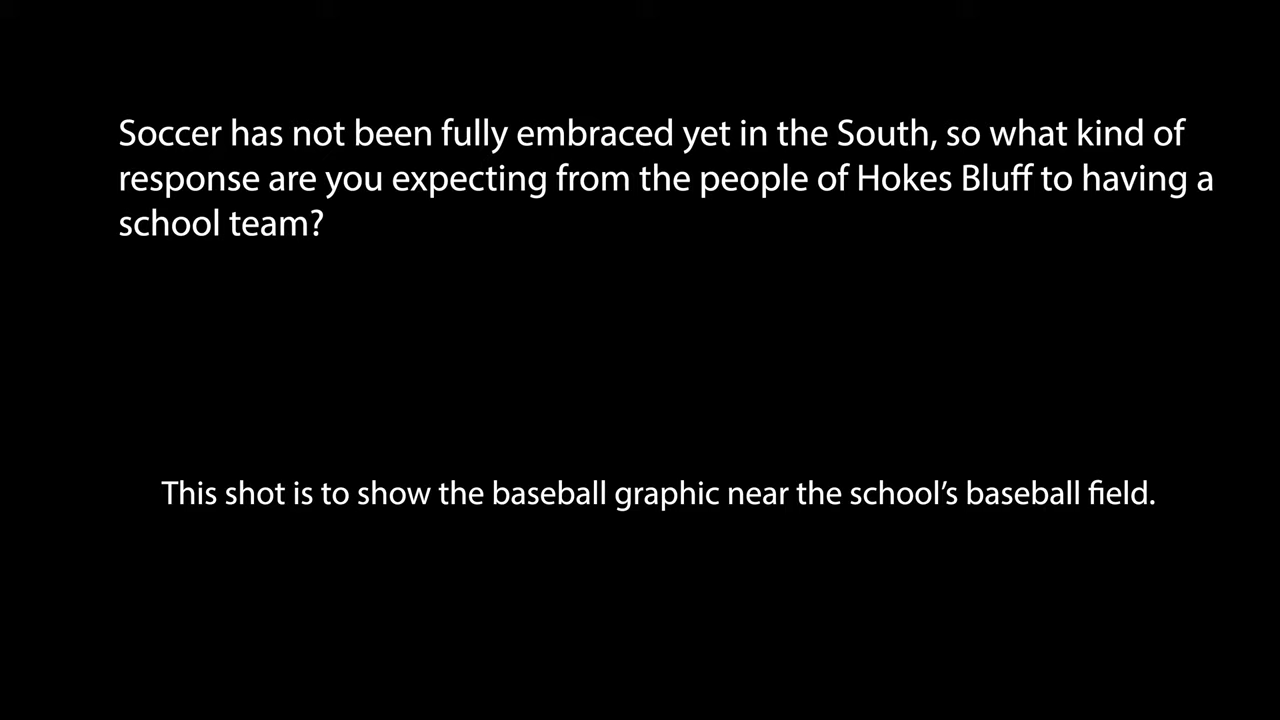 Soccer has not been fully embraced yet in the South, so what kind of
response are you expecting from the people of Hokes Bluff to having a
school team?
This shot is to show the baseball graphic near the school’s baseball field.